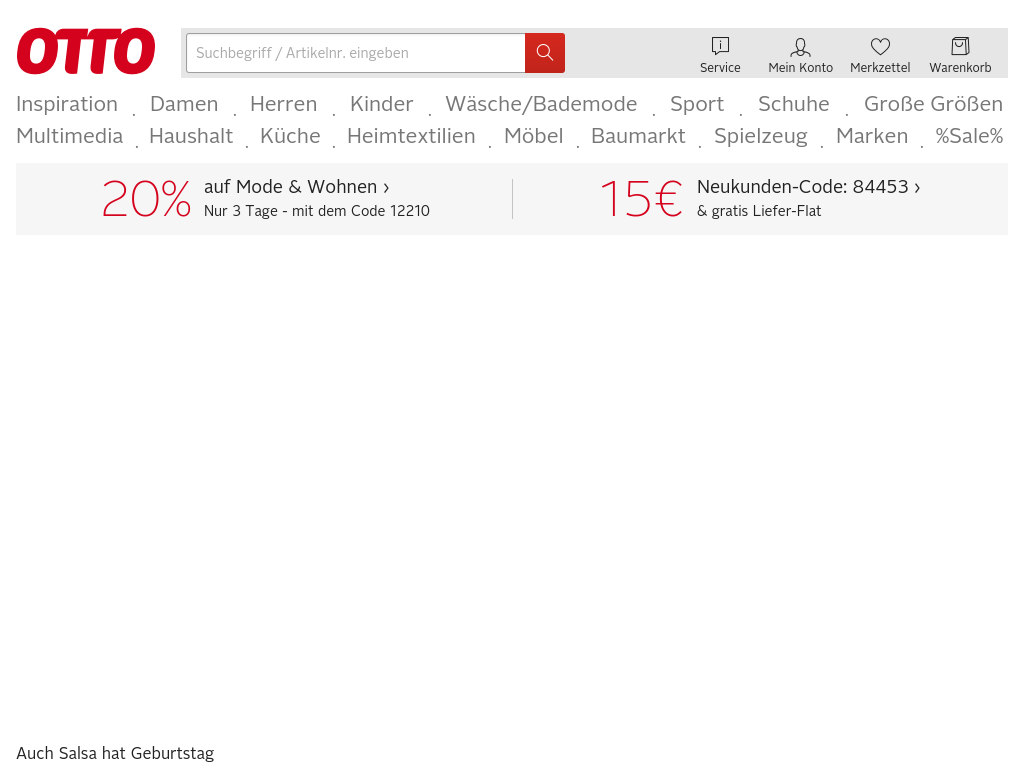 OTTO
Suchbegriff / Artikelnr. eingeben
Service Mein Konto Merkzettel Warenkorb
Inspiration . Damen . Herren . Kinder . Wäsche/Bademode . Sport . Schuhe . Große Größen
Multimedia . Haushalt . Küche . Heimtextilien . Möbel . Baumarkt . Spielzeug . Marken . %Sale%
20% auf Mode & Wohnen ›
Nur 3 Tage - mit dem Code 12210
15€ Neukunden-Code: 84453 ›
& gratis Liefer-Flat
Auch Salsa hat Geburtstag